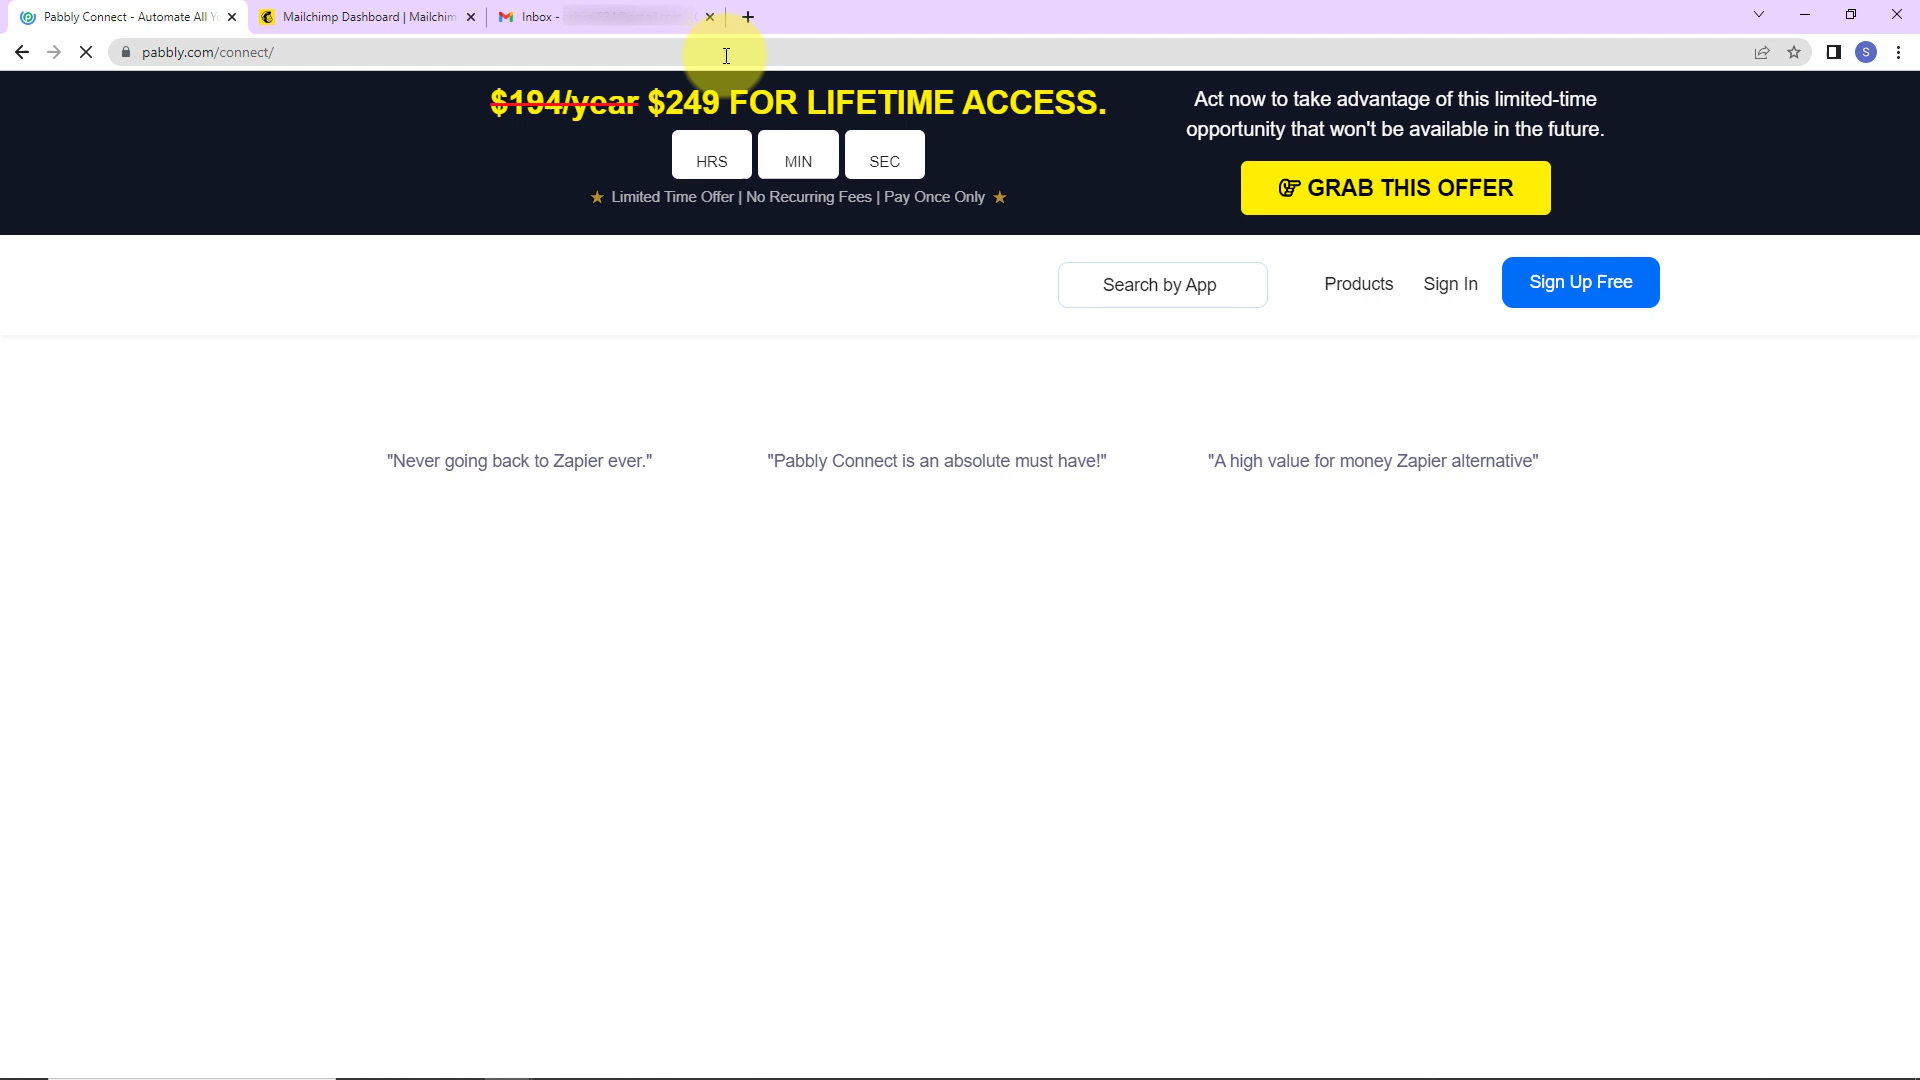 Pabbly Connect - Automate All Y
Mailchimp Dashboard | Mailchim
Inbox -
pabbly.com/connect/
S
$194/year $249 FOR LIFETIME ACCESS.
HRS MIN SEC
★ Limited Time Offer | No Recurring Fees | Pay Once Only ★
Act now to take advantage of this limited-time
opportunity that won't be available in the future.
GRAB THIS OFFER
Search by App
Products
Sign In
Sign Up Free
"Never going back to Zapier ever."
"Pabbly Connect is an absolute must have!"
"A high value for money Zapier alternative"